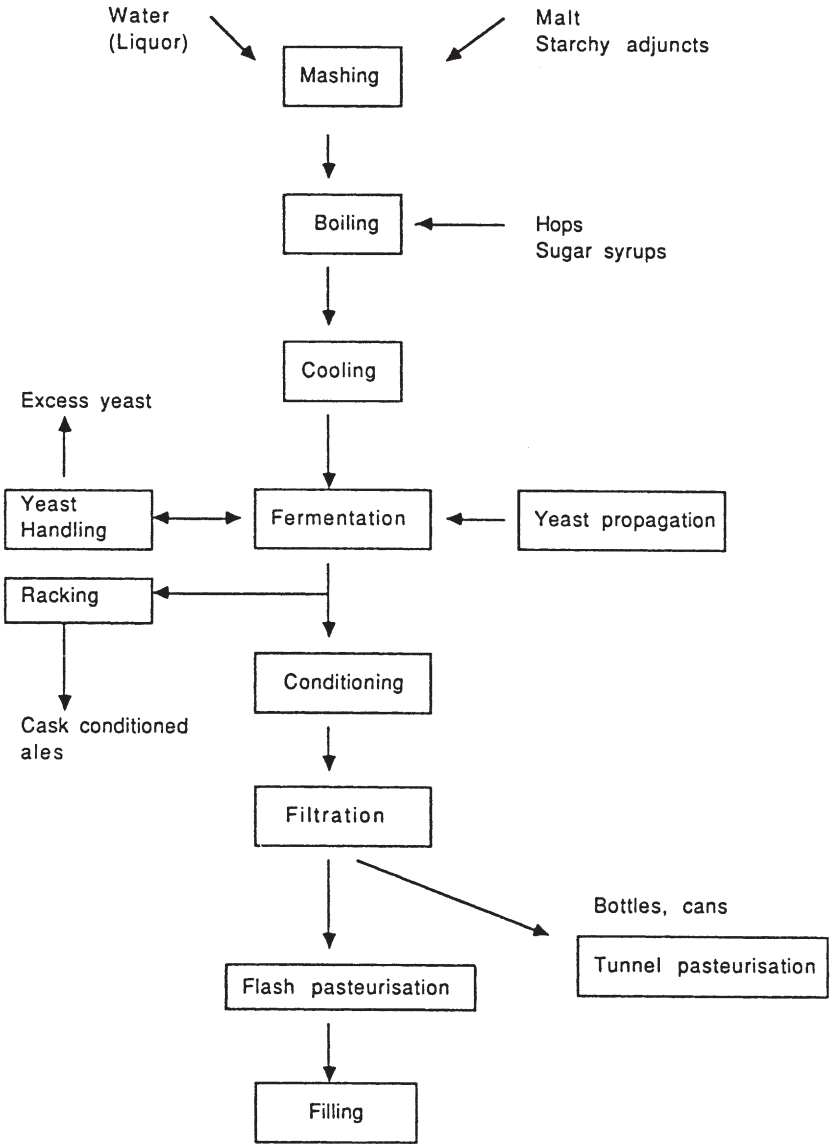 Water
(Liquor)
Malt
Starchy adjuncts
Mashing
Boiling
Hops
Sugar syrups
Cooling
Excess yeast
Yeast
Handling
Fermentation
Yeast propagation
Racking
Conditioning
Cask conditioned
ales
Filtration
Bottles, cans
Tunnel pasteurisation
Flash pasteurisation
Filling